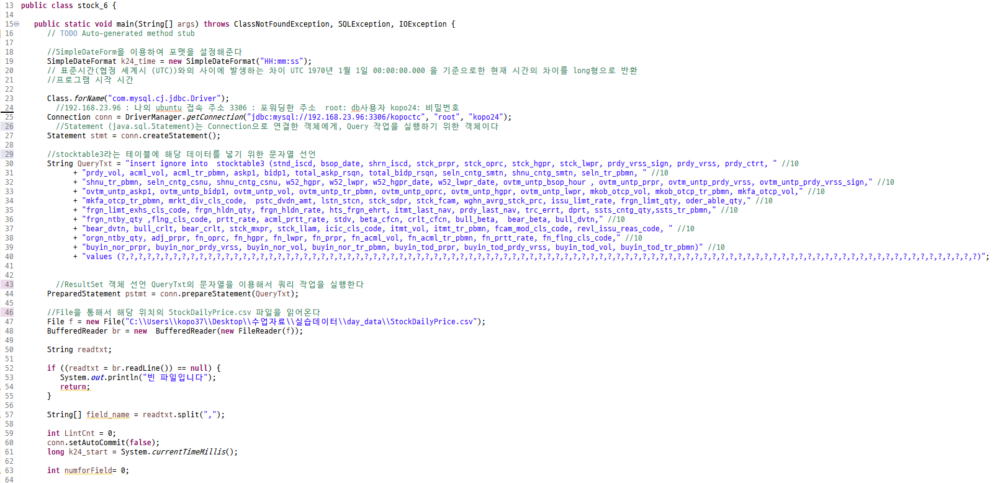 13 public class stock_6 {
14
15 public static void main(String[] args) throws ClassNotFoundException, SQLException, IOException {
16 // TODO Auto-generated method stub
17
18 //SimpleDateForm을 이용하여 포맷을 설정해준다
19 SimpleDateFormat k24_time = new SimpleDateFormat("HH:mm:ss");
20 // 표준시간(협정 세계시 (UTC))와의 사이에 발생하는 차이 UTC 1970년 1월 1일 00:00:00.000 을 기준으로한 현재 시간의 차이를 long형으로 반환
21 //프로그램 시작 시간
22
23 Class.forName("com.mysql.cj.jdbc.Driver");
24 //192.168.23.96 : 나의 ubuntu 접속 주소 3306 : 포워딩한 주소 root: db사용자 kopo24: 비밀번호
25 Connection conn = DriverManager.getConnection("jdbc:mysql://192.168.23.96:3306/kopoctc", "root", "kopo24");
26 //Statement (java.sql.Statement)는 Connection으로 연결한 객체에게, Query 작업을 실행하기 위한 객체이다
27 Statement stmt = conn.createStatement();
28
29 //stocktable3라는 테이블에 해당 데이터를 넣기 위한 문자열 선언
30 String QueryTxt = "insert ignore into  stocktable3 (stnd_iscd, bsop_date, shrn_iscd, stck_prpr, stck_oprc, stck_hgpr, stck_lwpr, prdy_vrss_sign, prdy_vrss, prdy_ctrt, " //10
31 + "prdy_vol, acml_vol, acml_tr_pbmn, askp1, bidp1, total_askp_rsqn, total_bidp_rsqn, seln_cntg_smtn, shnu_cntg_smtn, seln_tr_pbmn, " //10
32 + "shnu_tr_pbmn, seln_cntg_csnu, shnu_cntg_csnu, w52_hgpr, w52_lwpr, w52_hgpr_date, w52_lwpr_date, ovtm_untp_bsop_hour , ovtm_untp_prpr, ovtm_untp_prdy_vrss, ovtm_untp_prdy_vrss_sign," //10
33 + "ovtm_untp_askp1, ovtm_untp_bidp1, ovtm_untp_vol, ovtm_untp_tr_pbmn, ovtm_untp_oprc, ovtm_untp_hgpr, ovtm_untp_lwpr, mkob_otcp_vol, mkob_otcp_tr_pbmn, mkfa_otcp_vol," //10
34 + "mkfa_otcp_tr_pbmn, mrkt_div_cls_code,  pstc_dvdn_amt, lstn_stcn, stck_sdpr, stck_fcam, wghn_avrg_stck_prc, issu_limt_rate, frgn_limt_qty, oder_able_qty," //10
35 + "frgn_limt_exhs_cls_code, frgn_hldn_qty, frgn_hldn_rate, hts_frgn_ehrt, itmt_last_nav, prdy_last_nav, trc_errt, dprt, ssts_cntg_qty,ssts_tr_pbmn," //10
36 + "frgn_ntby_qty ,flng_cls_code, prtt_rate, acml_prtt_rate, stdv, beta_cfcn, crlt_cfcn, bull_beta,  bear_beta, bull_dvtn," //10
37 + "bear_dvtn, bull_crlt, bear_crlt, stck_mxpr, stck_llam, icic_cls_code, itmt_vol, itmt_tr_pbmn, fcam_mod_cls_code, revl_issu_reas_code, " //10
38 + "orgn_ntby_qty, adj_prpr, fn_oprc, fn_hgpr, fn_lwpr, fn_prpr, fn_acml_vol, fn_acml_tr_pbmn, fn_prtt_rate, fn_flng_cls_code," //10
39 + "buyin_nor_prpr, buyin_nor_prdy_vrss, buyin_nor_vol, buyin_nor_tr_pbmn, buyin_tod_prpr, buyin_tod_prdy_vrss, buyin_tod_vol, buyin_tod_tr_pbmn)" //10
40 + "values (?,?,?,?,?,?,?,?,?,?,?,?,?,?,?,?,?,?,?,?,?,?,?,?,?,?,?,?,?,?,?,?,?,?,?,?,?,?,?,?,?,?,?,?,?,?,?,?,?,?,?,?,?,?,?,?,?,?,?,?,?,?,?,?,?,?,?,?,?,?,?,?,?,?,?,?,?,?,?,?,?,?,?,?,?,?,?,?,?,?,?,?,?,?,?,?,?,?,?)";
41
42
43 //ResultSet 객체 선언 QueryTxt의 문자열을 이용해서 쿼리 작업을 실행한다
44 PreparedStatement pstmt = conn.prepareStatement(QueryTxt);
45
46 //File을 통해서 해당 위치의 StockDailyPrice.csv 파일을 읽어온다
47 File f = new File("C:\\Users\\kopo37\\Desktop\\수업자료\\실습데이터\\day_data\\StockDailyPrice.csv");
48 BufferedReader br = new  BufferedReader(new FileReader(f));
49
50 String readtxt;
51
52 if ((readtxt = br.readLine()) == null) {
53 System.out.println("빈 파일입니다");
54 return;
55 }
56
57 String[] field_name = readtxt.split(",");
58
59 int LintCnt = 0;
60 conn.setAutoCommit(false);
61 long k24_start = System.currentTimeMillis();
62
63 int numforField= 0;
64